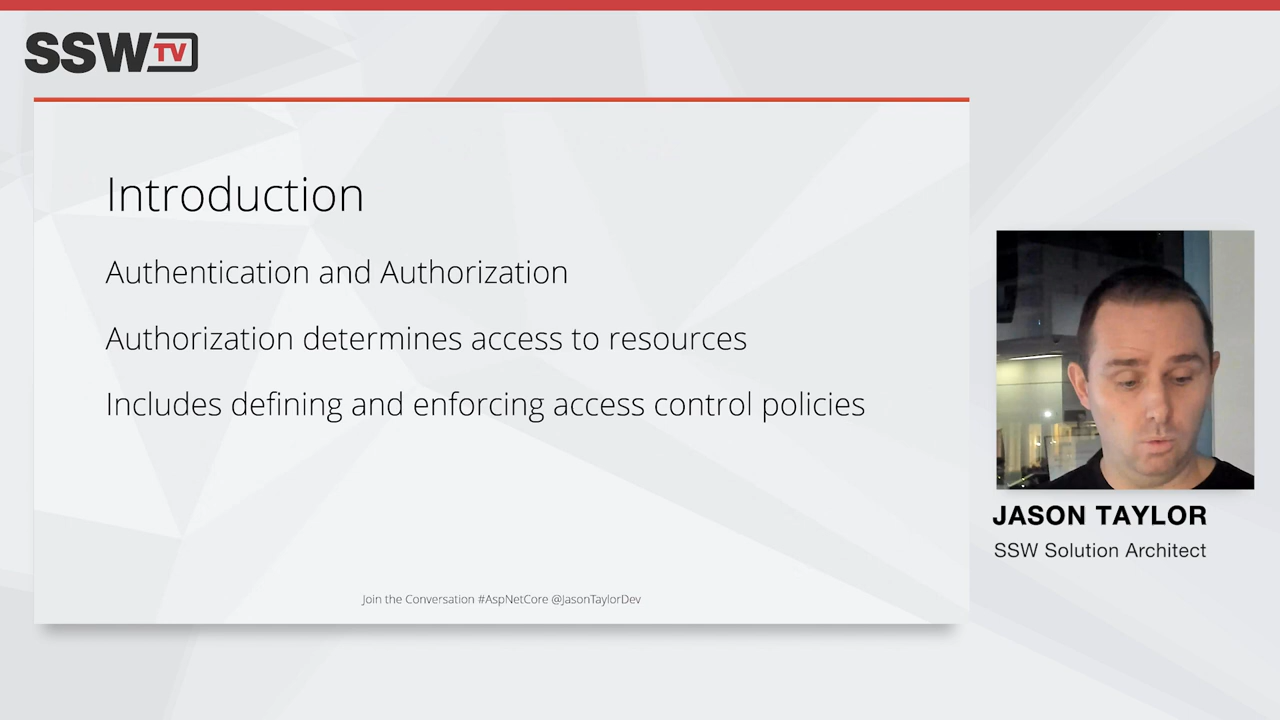 SSW TV
Introduction
Authentication and Authorization
Authorization determines access to resources
Includes defining and enforcing access control policies
Join the Conversation #AspNetCore @JasonTaylorDev
JASON TAYLOR
SSW Solution Architect